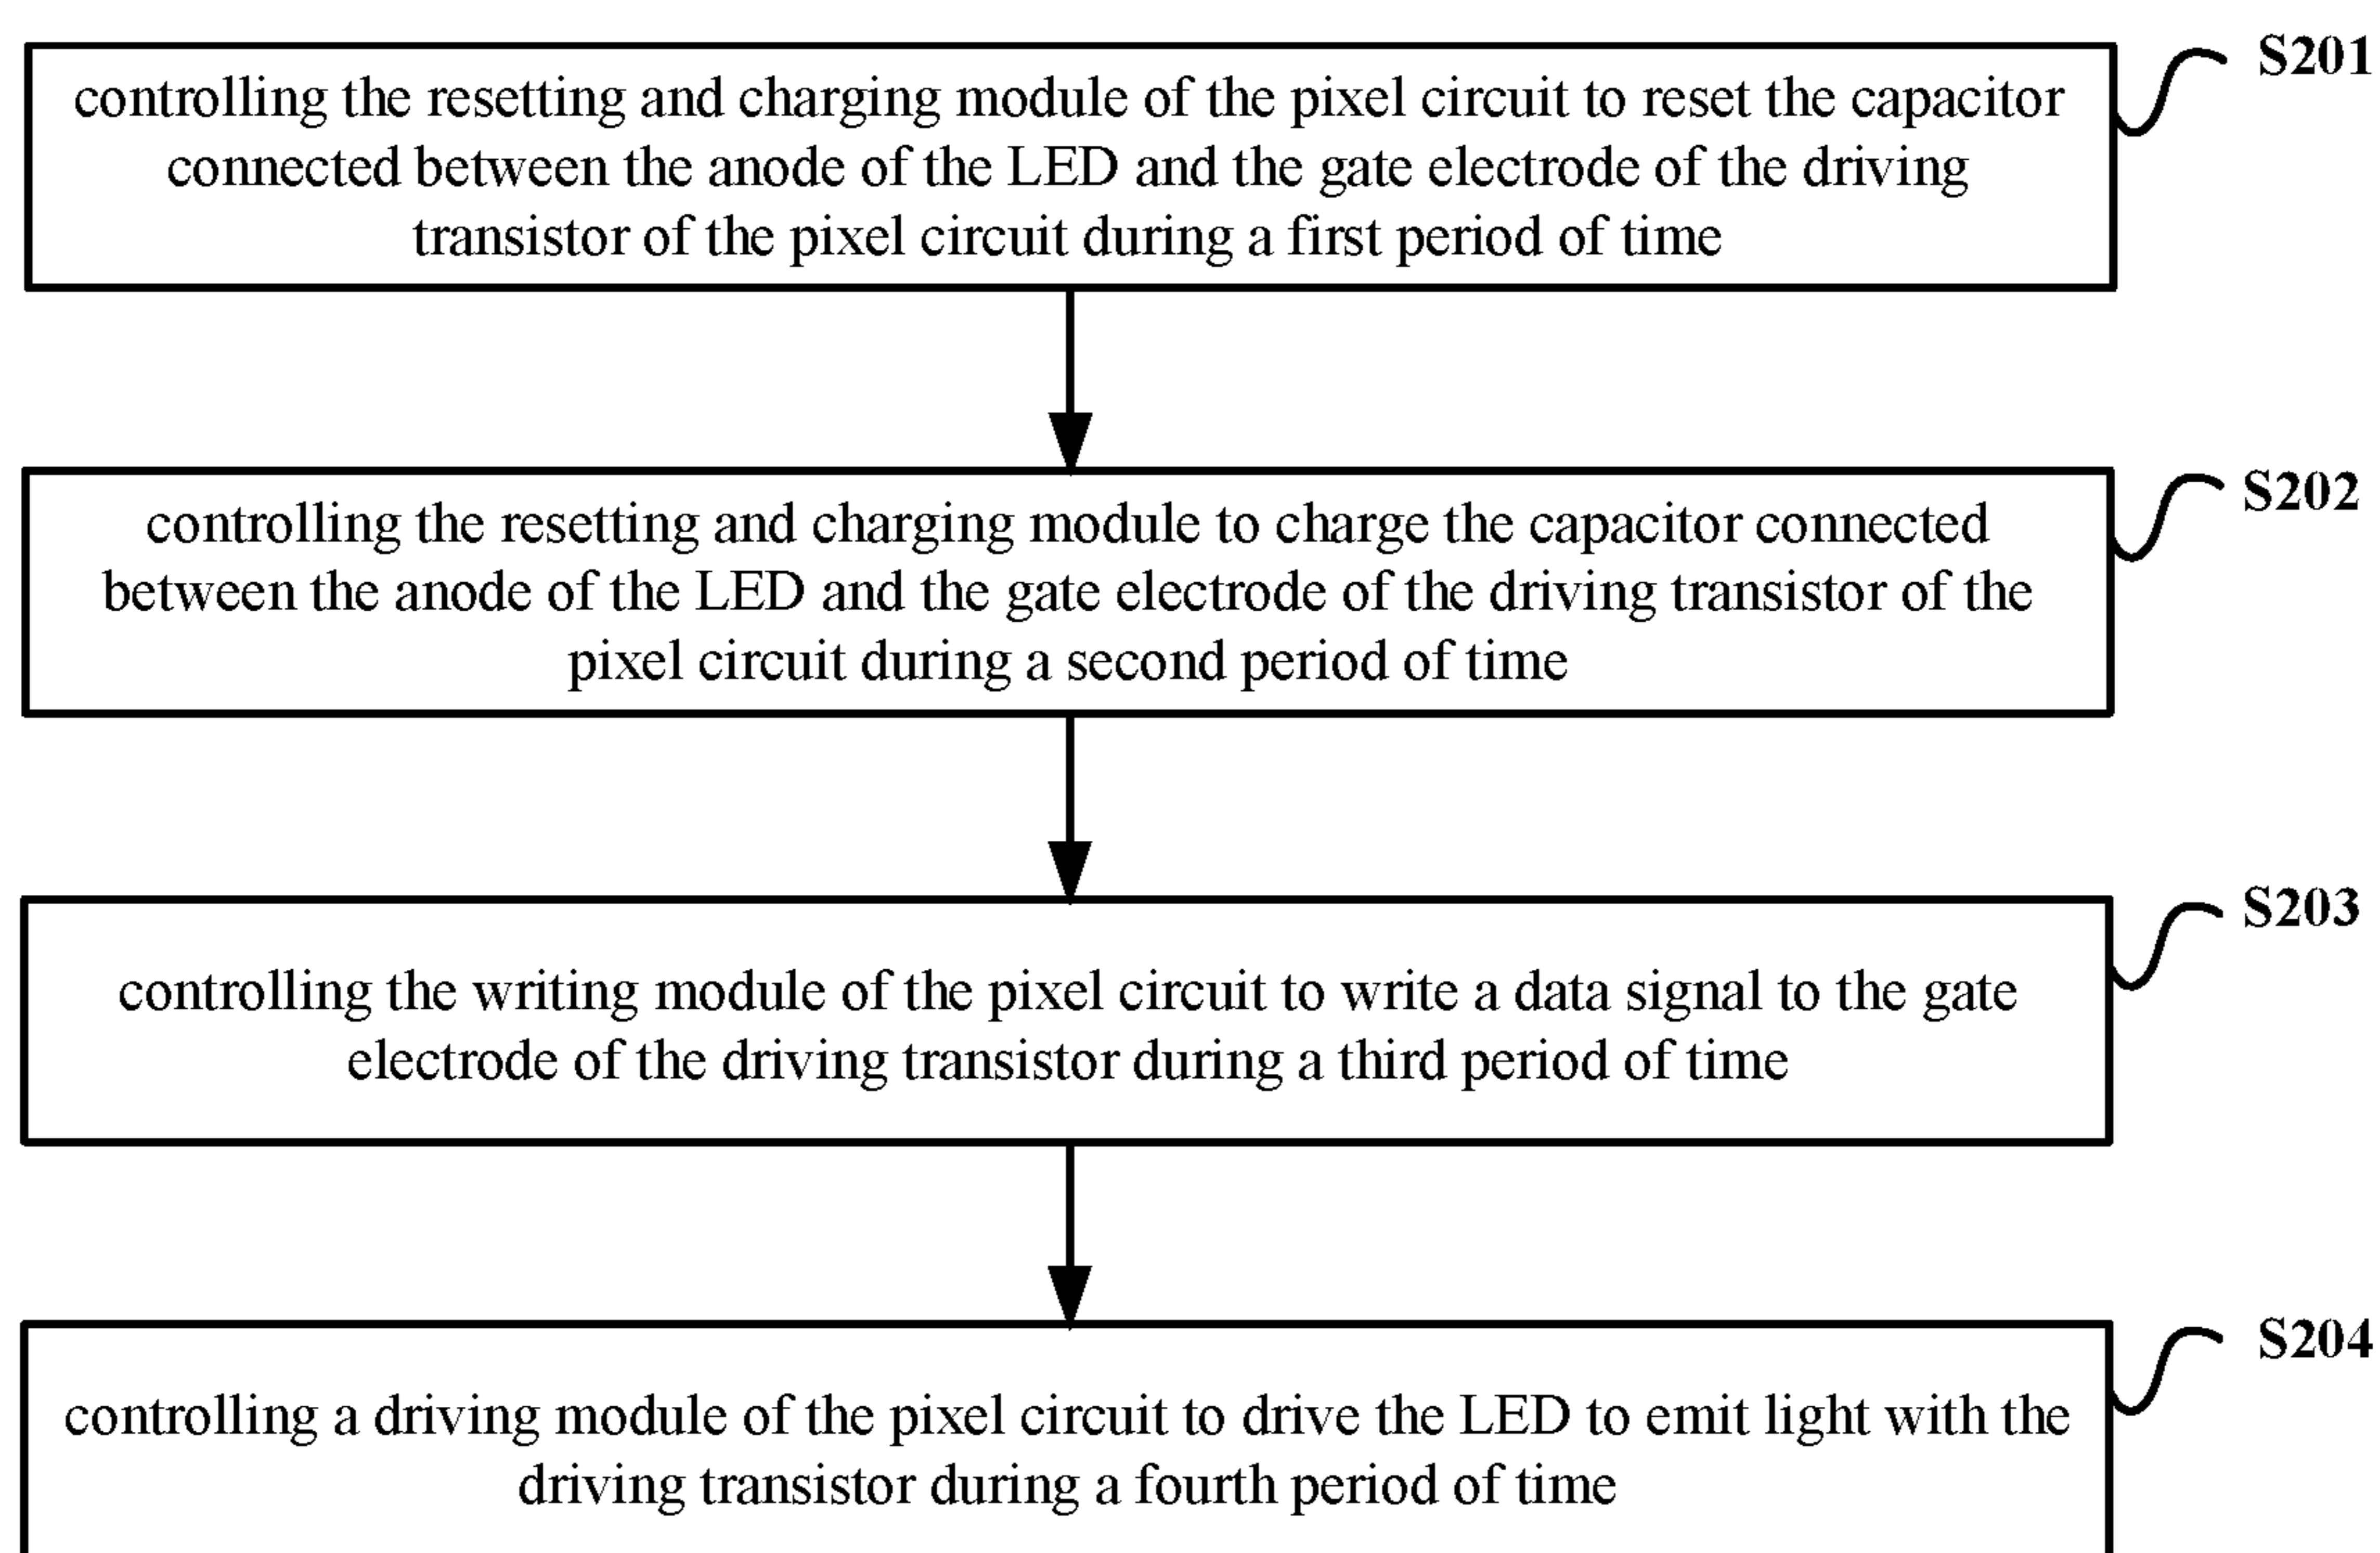 S201
controlling the resetting and charging module of the pixel circuit to reset the capacitor
connected between the anode of the LED and the gate electrode of the driving
transistor of the pixel circuit during a first period of time
S202
controlling the resetting and charging module to charge the capacitor connected
between the anode of the LED and the gate electrode of the driving transistor of the
pixel circuit during a second period of time
S203
controlling the writing module of the pixel circuit to write a data signal to the gate
electrode of the driving transistor during a third period of time
S204
controlling a driving module of the pixel circuit to drive the LED to emit light with the
driving transistor during a fourth period of time